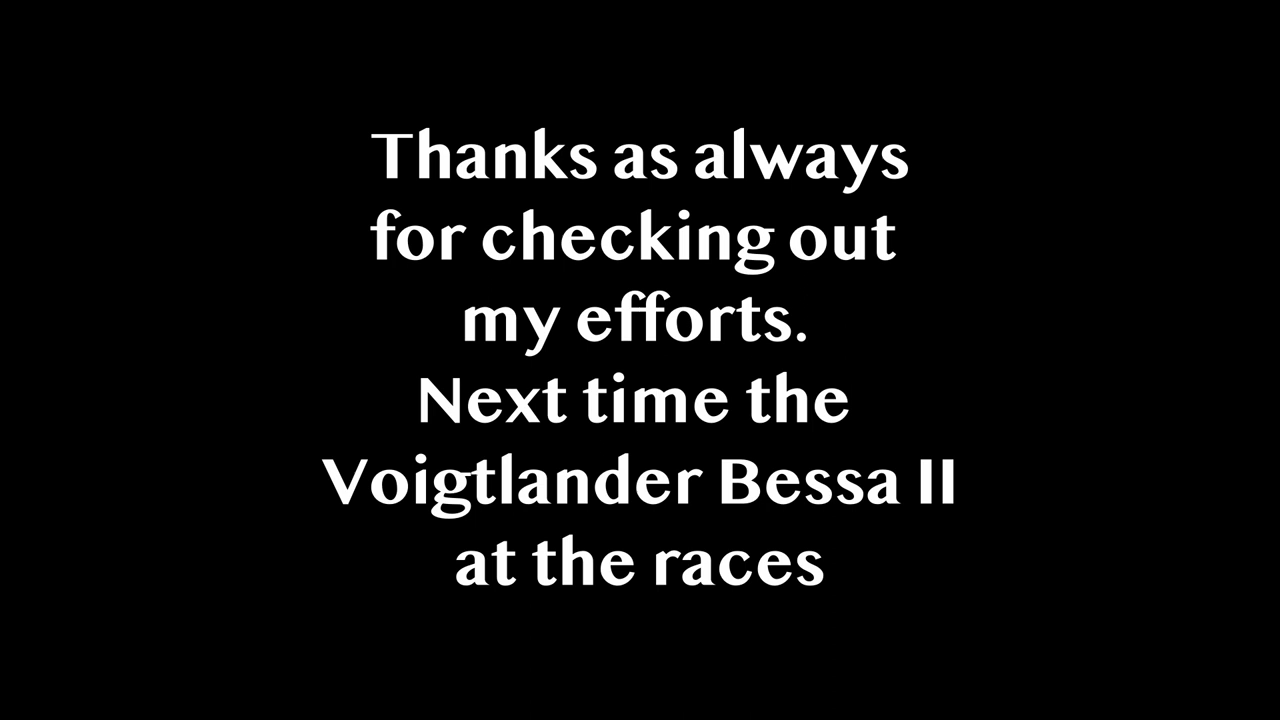 Thanks as always
for checking out
my efforts.
Next time the
Voigtlander Bessa II
at the races